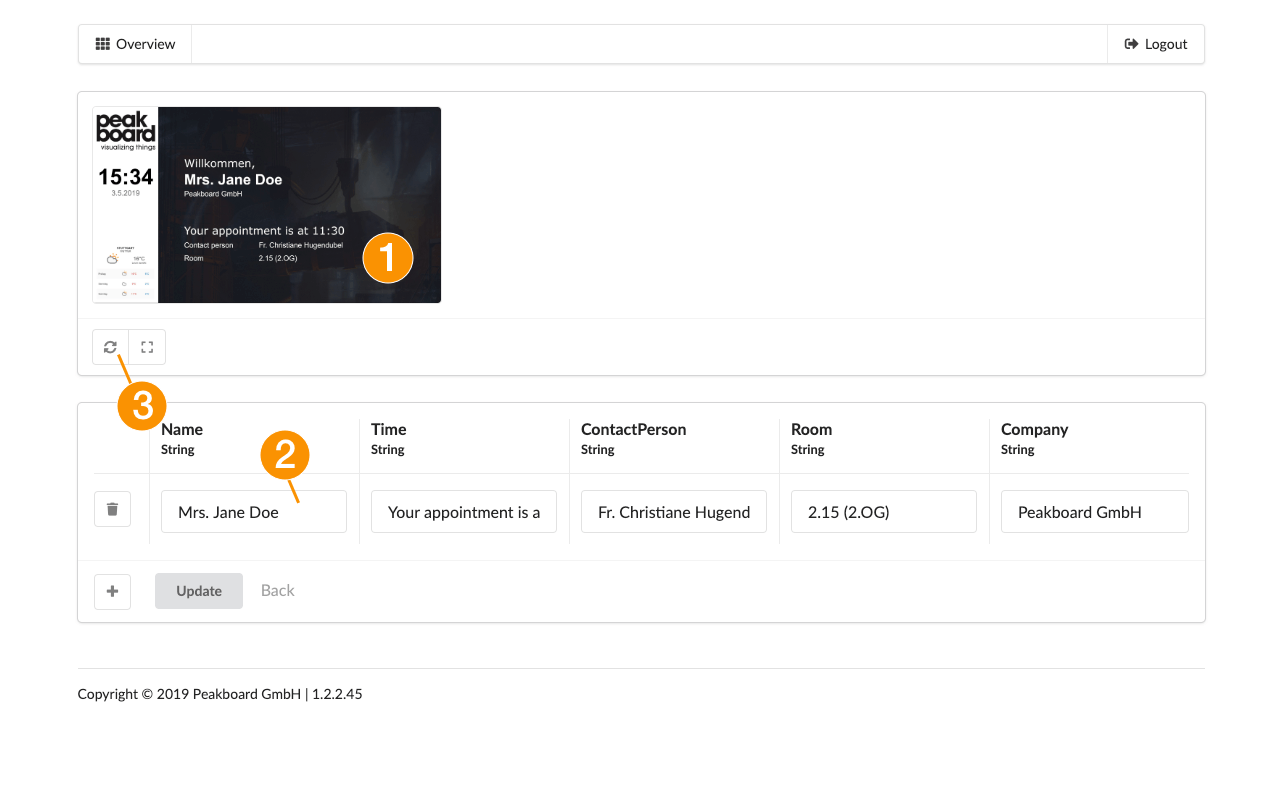 Overview
Logout
peak
board
visualizing things
15:34
3.5.2019
Willkommen,
Mrs. Jane Doe
Peakboard GmbH
Your appointment is at 11:30
Contact person Fr. Christiane Hugendubel
Room 2.15 (2.OG)
1
3
2
Name Time ContactPerson Room Company
String String String String String
Mrs. Jane Doe Your appointment is a Fr. Christiane Hugend 2.15 (2.OG) Peakboard GmbH
Update Back
Copyright © 2019 Peakboard GmbH | 1.2.2.45